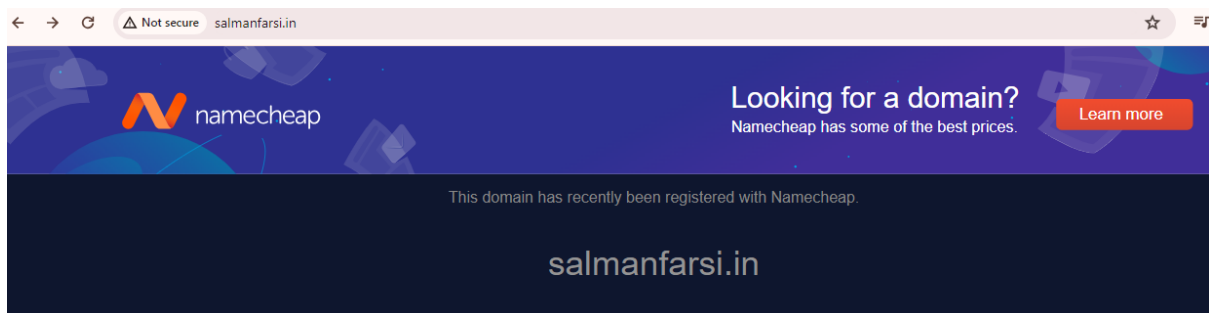 Not secure salmanfarsi.in
namecheap
Looking for a domain?
Namecheap has some of the best prices.
Learn more
This domain has recently been registered with Namecheap.
salmanfarsi.in